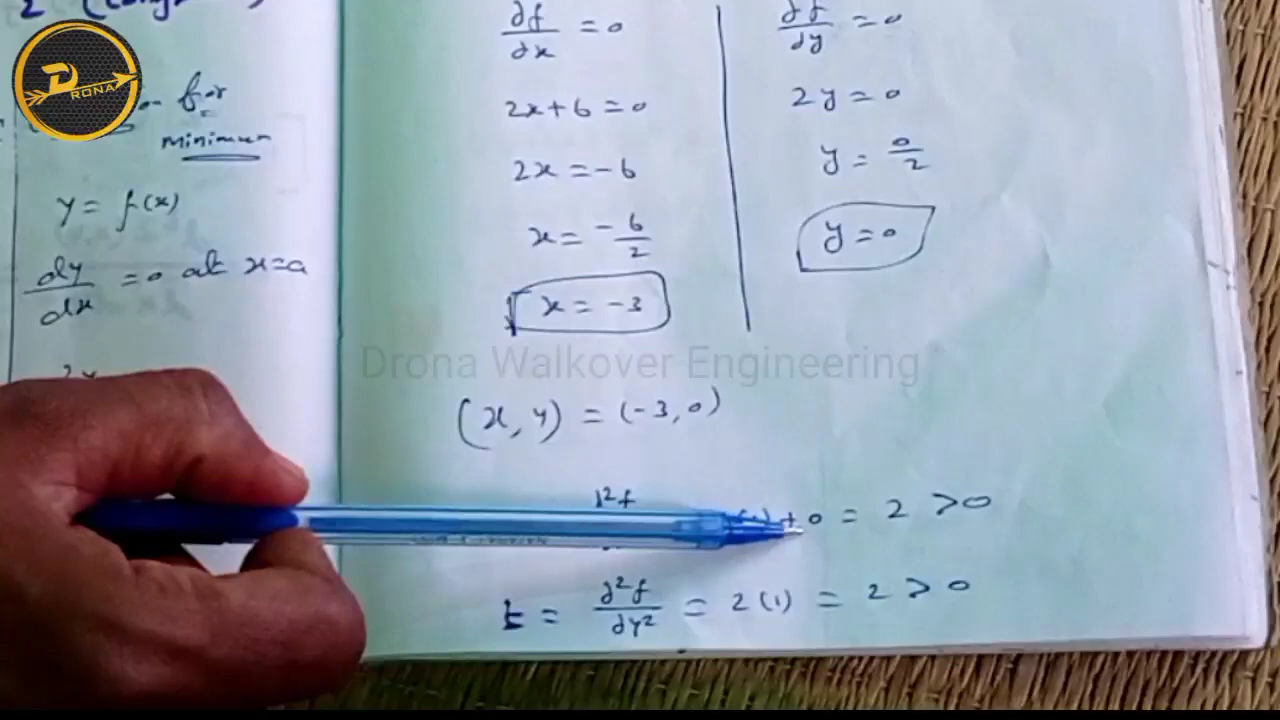 2
DRONA
for
minimum
y = f(x)
dy/dx = 0 at x=a
∂f/∂x = 0
2x+6 = 0
2x = -6
x = -6/2
x = -3
∂f/∂y = 0
2y = 0
y = 0/2
y = 0
Drona Walkover Engineering
(x, y) = (-3, 0)
+ 0 = 2 > 0
t = ∂²f/∂y² = 2(1) = 2 > 0